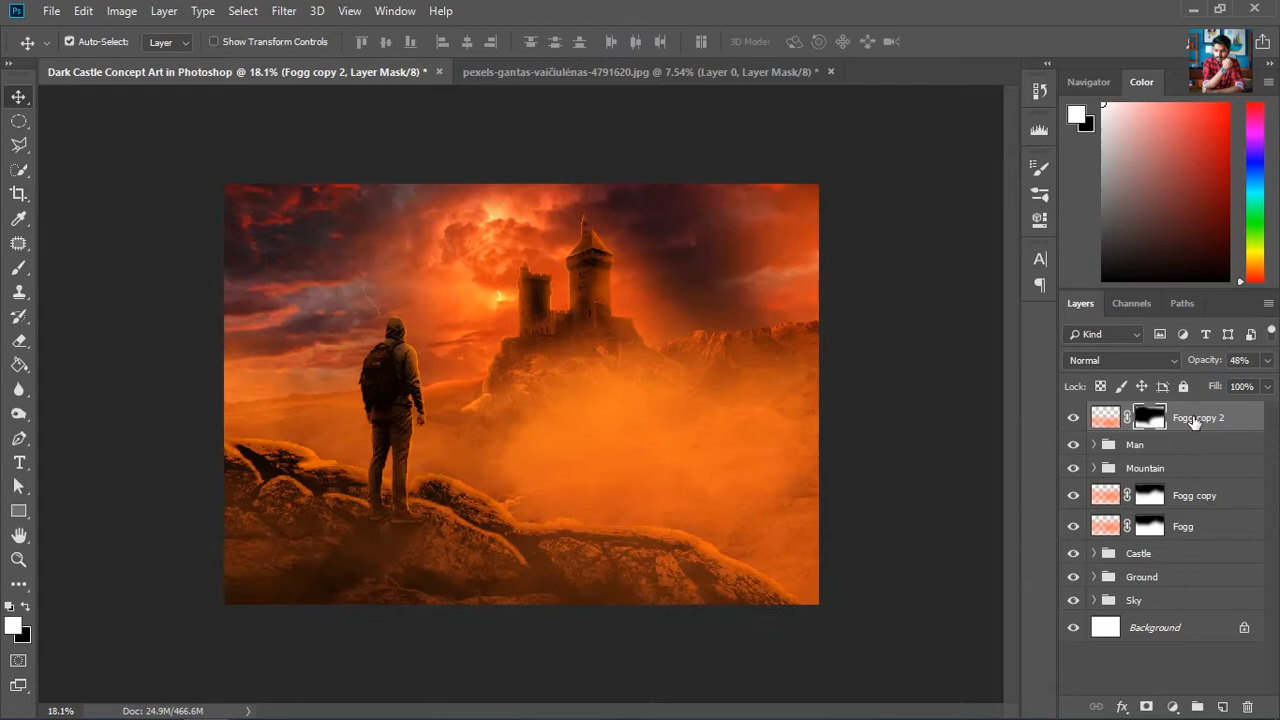 Ps File Edit Image Layer Type Select Filter 3D View Window Help
Auto-Select: Layer Show Transform Controls 3D Mode:
Dark Castle Concept Art in Photoshop @ 18.1% (Fogg copy 2, Layer Mask/8) * pexels-gantas-vaičiulėnas-4791620.jpg @ 7.54% (Layer 0, Layer Mask/8) *
Navigator Color
Layers Channels Paths
Kind
Normal Opacity: 48%
Lock: Fill: 100%
Fogg copy 2
Man
Mountain
Fogg copy
Fogg
Castle
Ground
Sky
Background
18.1% Doc: 24.9M/466.6M
fx